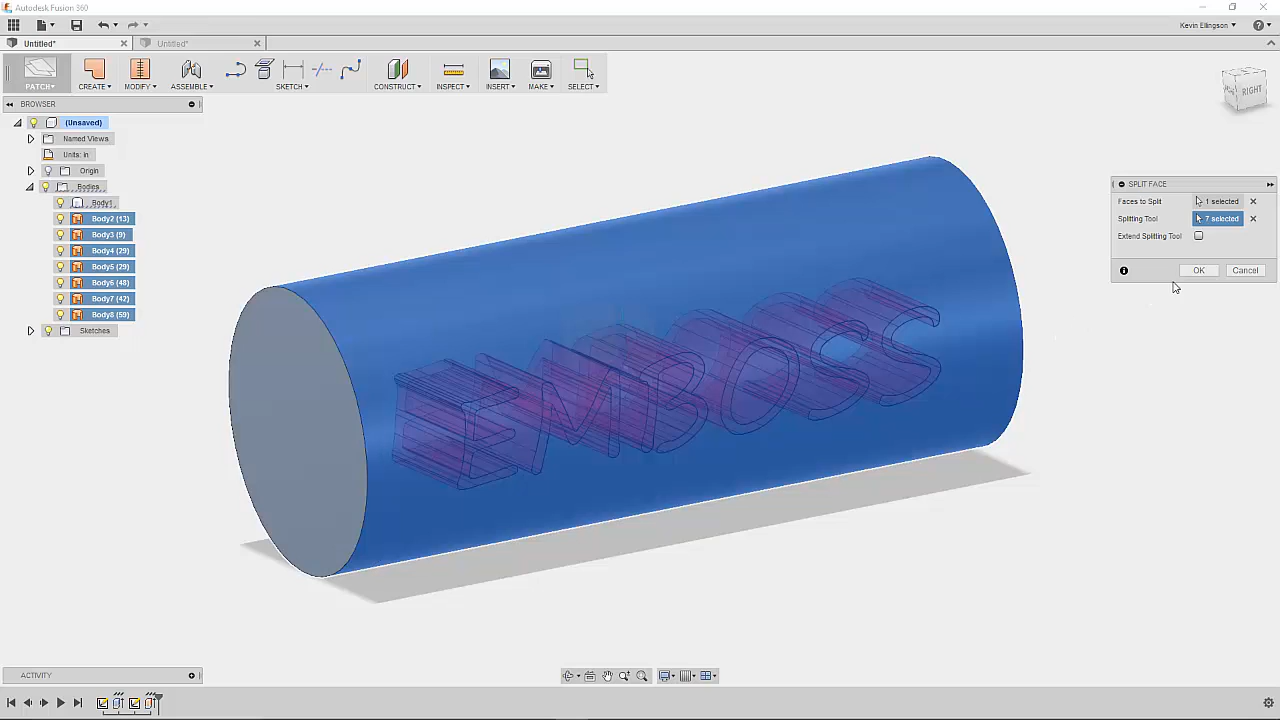 Autodesk Fusion 360
Kevin Ellingson
Untitled*
Untitled*
PATCH
CREATE
MODIFY
ASSEMBLE
SKETCH
CONSTRUCT
INSPECT
INSERT
MAKE
SELECT
BROWSER
(Unsaved)
Named Views
Units: in
Origin
Bodies
Body1
Body2 (13)
Body3 (9)
Body4 (29)
Body5 (29)
Body6 (48)
Body7 (42)
Body8 (59)
Sketches
RIGHT
SPLIT FACE
Faces to Split 1 selected
Splitting Tool 7 selected
Extend Splitting Tool
OK Cancel
EMBOSS
ACTIVITY